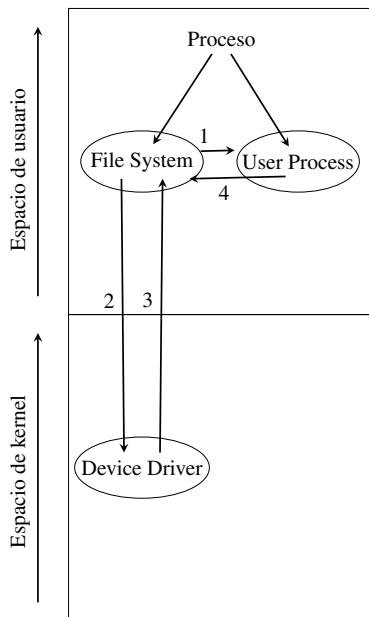 Proceso
1
File System
User Process
4
Espacio de usuario
2
3
Device Driver
Espacio de kernel